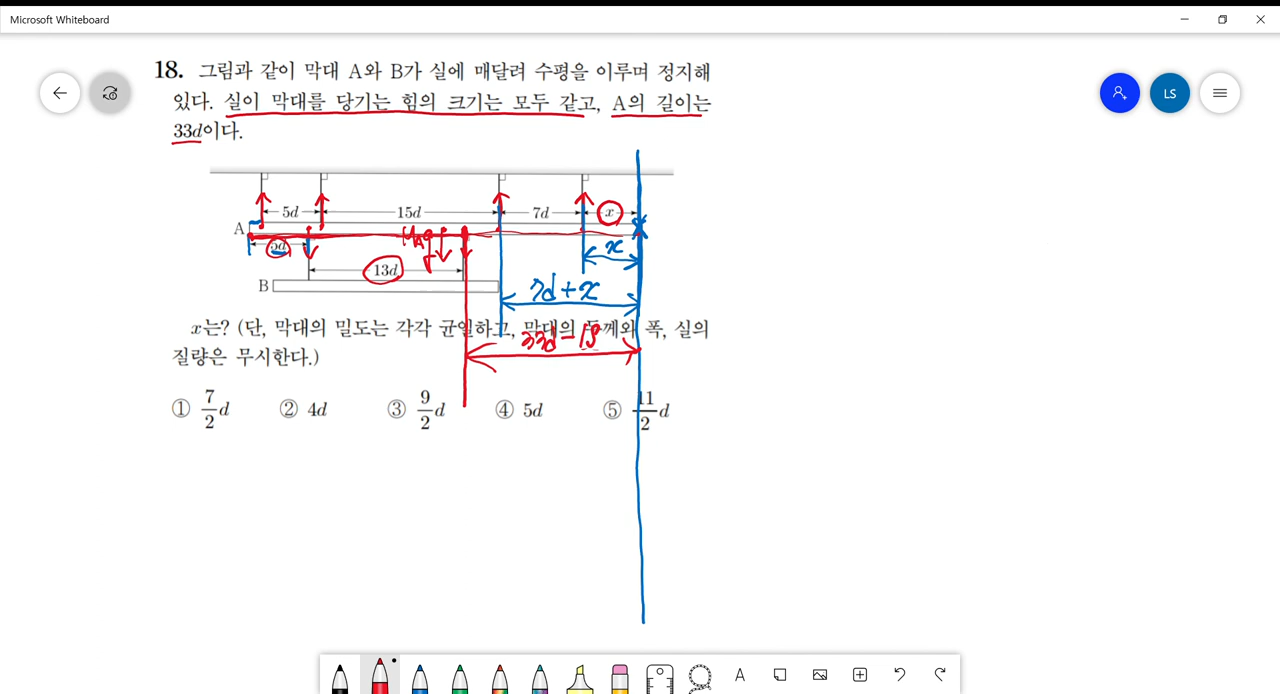 Microsoft Whiteboard
18. 그림과 같이 막대 A와 B가 실에 매달려 수평을 이루며 정지해
있다. 실이 막대를 당기는 힘의 크기는 모두 같고, A의 길이는
33d이다.
LS
5d 15d 7d x
A
5d
x
13d
B
7d+x
x는? (단, 막대의 밀도는 각각 균일하고, 막대의 두께와 폭, 실의
33d-18
질량은 무시한다.)
① 7/2 d ② 4d ③ 9/2 d ④ 5d ⑤ 11/2 d
A